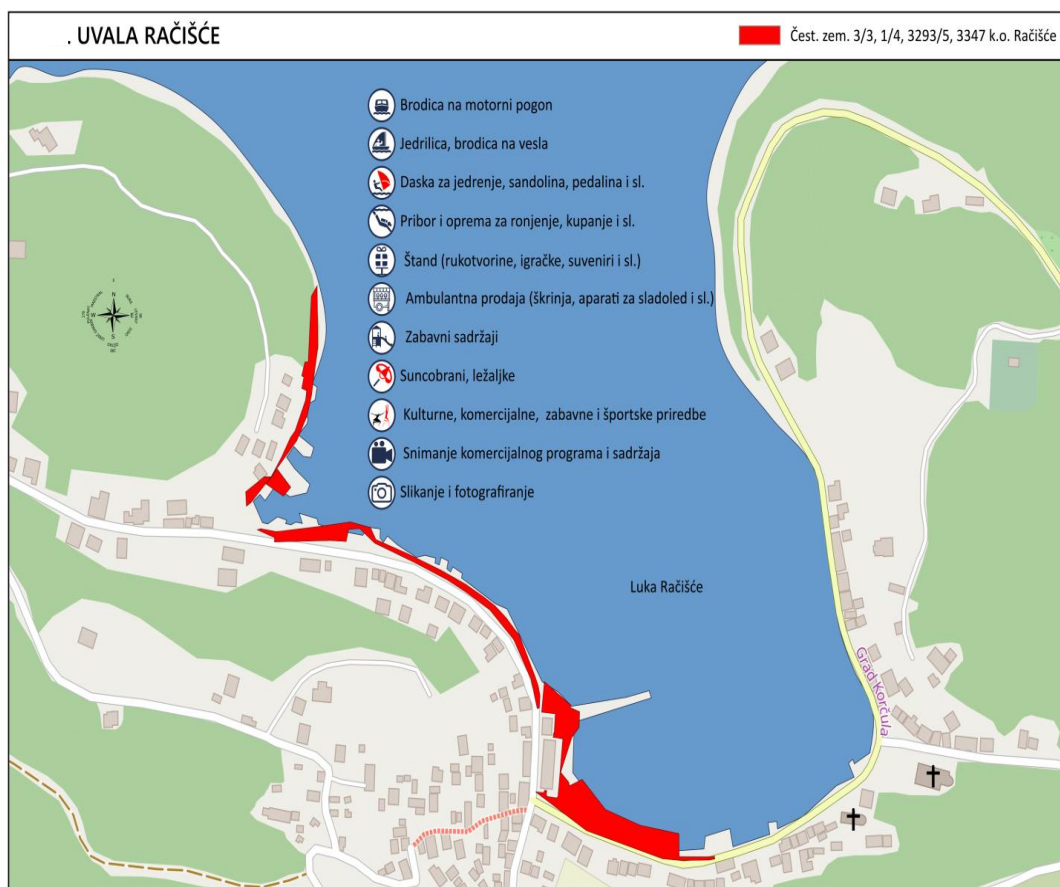 . UVALA RAČIŠĆE
Čest. zem. 3/3, 1/4, 3293/5, 3347 k.o. Račišće
Brodica na motorni pogon
Jedrilica, brodica na vesla
Daska za jedrenje, sandolina, pedalina i sl.
Pribor i oprema za ronjenje, kupanje i sl.
Štand (rukotvorine, igračke, suveniri i sl.)
Ambulantna prodaja (škrinja, aparati za sladoled i sl.)
Zabavni sadržaji
Suncobrani, ležaljke
Kulturne, komercijalne, zabavne i športske priredbe
Snimanje komercijalnog programa i sadržaja
Slikanje i fotografiranje
N
W
E
S
Luka Račišće
Grad Korčula